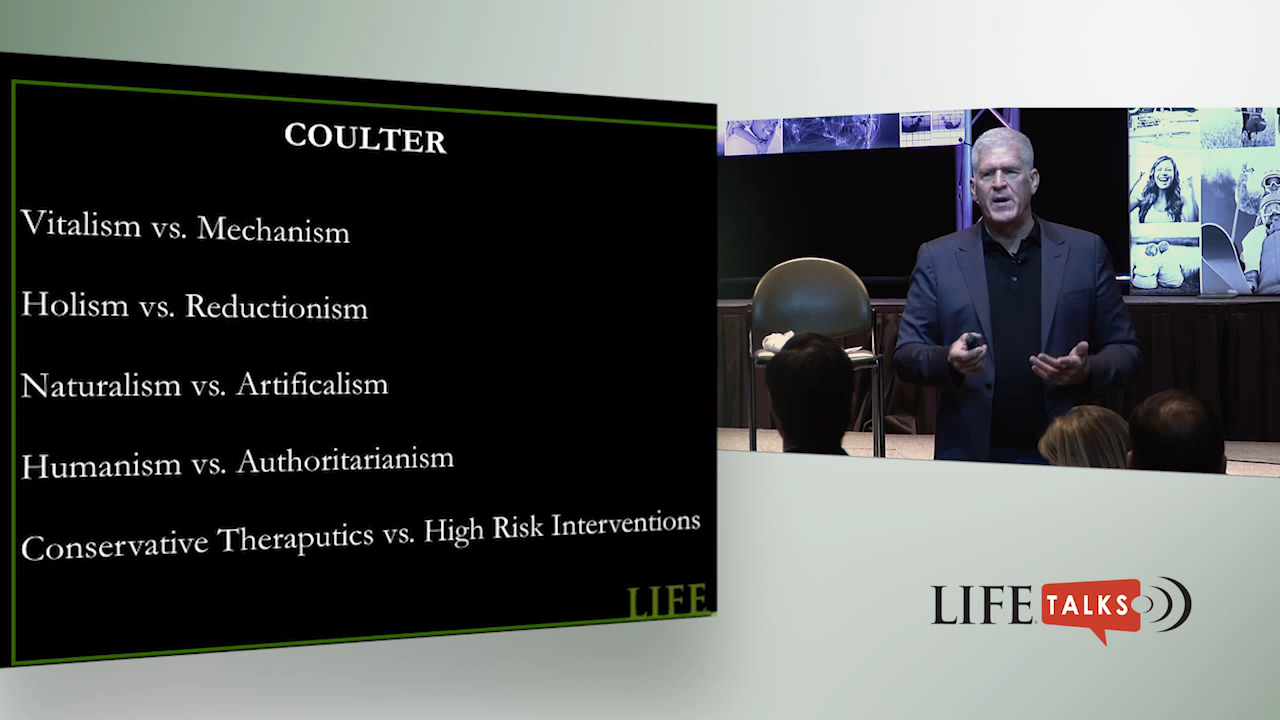 COULTER
Vitalism vs. Mechanism
Holism vs. Reductionism
Naturalism vs. Artificalism
Humanism vs. Authoritarianism
Conservative Theraputics vs. High Risk Interventions
LIFE
LIFE TALKS